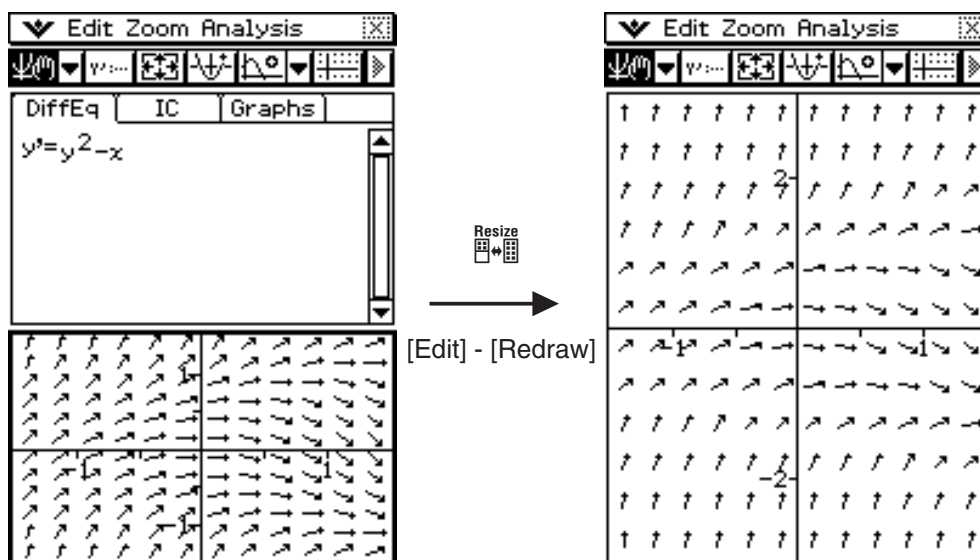 Edit Zoom Analysis
DiffEq IC Graphs
y'=y²-x
1
-1 1
-1
Resize
[Edit] - [Redraw]
Edit Zoom Analysis
2
-1 1
-2